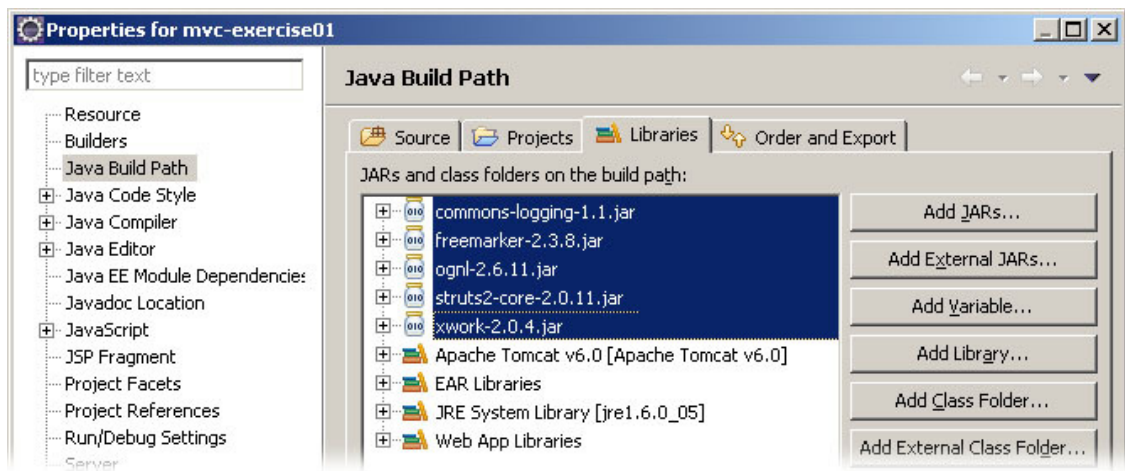 Properties for mvc-exercise01
type filter text
Resource
Builders
Java Build Path
Java Code Style
Java Compiler
Java Editor
Java EE Module Dependencies
Javadoc Location
JavaScript
JSP Fragment
Project Facets
Project References
Run/Debug Settings
Server
Java Build Path
Source Projects Libraries Order and Export
JARs and class folders on the build path:
commons-logging-1.1.jar
freemarker-2.3.8.jar
ognl-2.6.11.jar
struts2-core-2.0.11.jar
xwork-2.0.4.jar
Apache Tomcat v6.0 [Apache Tomcat v6.0]
EAR Libraries
JRE System Library [jre1.6.0_05]
Web App Libraries
Add JARs...
Add External JARs...
Add Variable...
Add Library...
Add Class Folder...
Add External Class Folder...